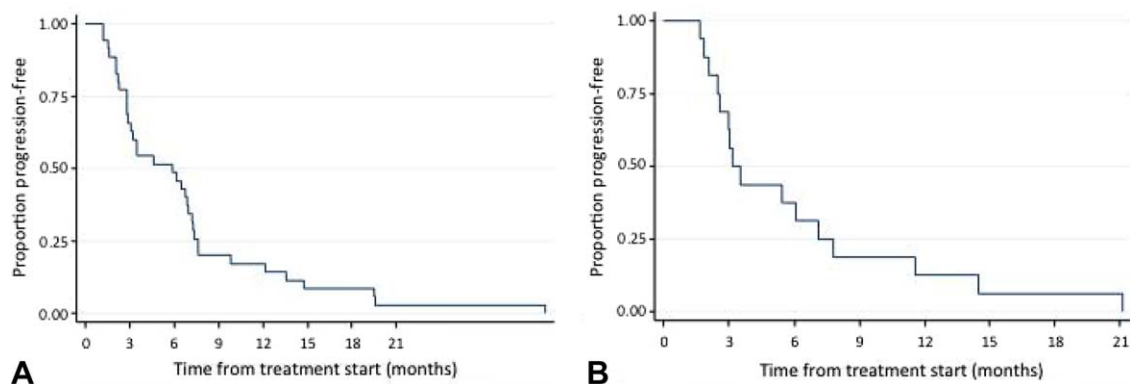 1.00
0.75
0.50
0.25
0.00
Proportion progression-free
0 3 6 9 12 15 18 21
Time from treatment start (months)
A
1.00
0.75
0.50
0.25
0.00
Proportion progression-free
0 3 6 9 12 15 18 21
Time from treatment start (months)
B